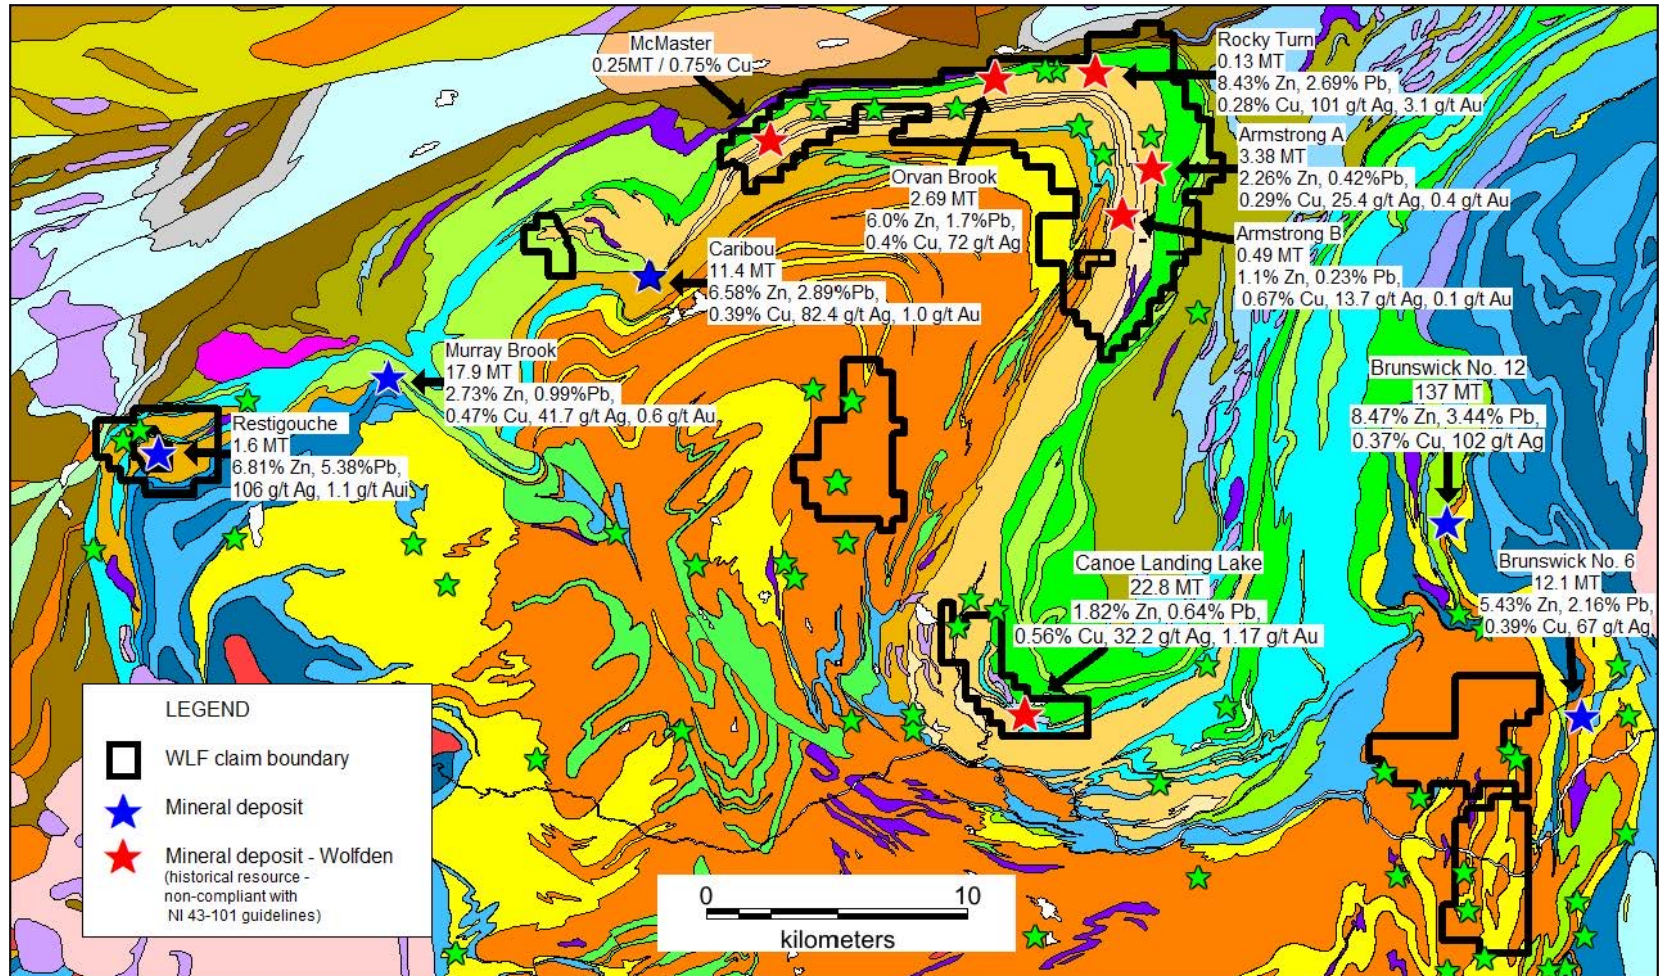 McMaster
0.25MT / 0.75% Cu
Rocky Turn
0.13 MT
8.43% Zn, 2.69% Pb,
0.28% Cu, 101 g/t Ag, 3.1 g/t Au
Armstrong A
3.38 MT
2.26% Zn, 0.42%Pb,
0.29% Cu, 25.4 g/t Ag, 0.4 g/t Au
Orvan Brook
2.69 MT
6.0% Zn, 1.7%Pb,
0.4% Cu, 72 g/t Ag
Armstrong B
0.49 MT
1.1% Zn, 0.23% Pb,
0.67% Cu, 13.7 g/t Ag, 0.1 g/t Au
Caribou
11.4 MT
6.58% Zn, 2.89%Pb,
0.39% Cu, 82.4 g/t Ag, 1.0 g/t Au
Murray Brook
17.9 MT
2.73% Zn, 0.99%Pb,
0.47% Cu, 41.7 g/t Ag, 0.6 g/t Au
Restigouche
1.6 MT
6.81% Zn, 5.38%Pb,
106 g/t Ag, 1.1 g/t Aui
Brunswick No. 12
137 MT
8.47% Zn, 3.44% Pb,
0.37% Cu, 102 g/t Ag
Canoe Landing Lake
22.8 MT
1.82% Zn, 0.64% Pb,
0.56% Cu, 32.2 g/t Ag, 1.17 g/t Au
Brunswick No. 6
12.1 MT
5.43% Zn, 2.16% Pb,
0.39% Cu, 67 g/t Ag
LEGEND
WLF claim boundary
Mineral deposit
Mineral deposit - Wolfden
(historical resource -
non-compliant with
NI 43-101 guidelines)
0 10
kilometers